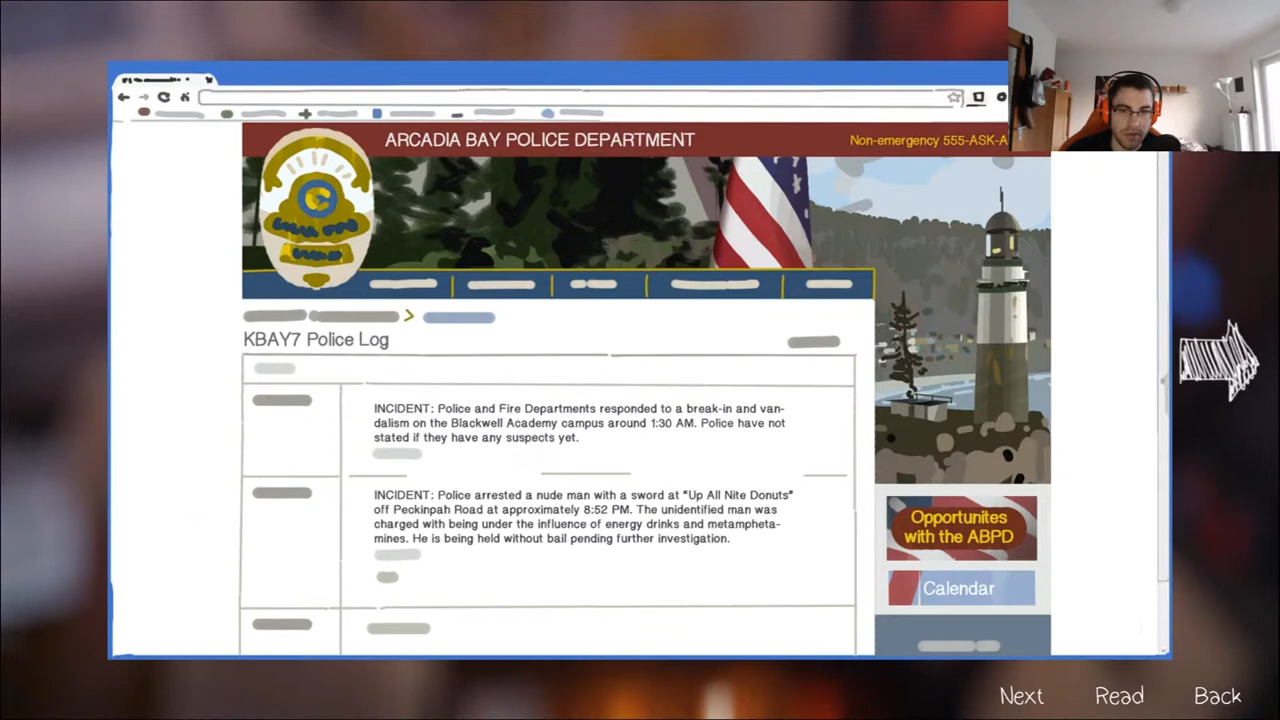 ARCADIA BAY POLICE DEPARTMENT
Non-emergency 555-ASK-A
KBAY7 Police Log
INCIDENT: Police and Fire Departments responded to a break-in and van-
dalism on the Blackwell Academy campus around 1:30 AM. Police have not
stated if they have any suspects yet.
INCIDENT: Police arrested a nude man with a sword at "Up All Nite Donuts"
off Peckinpah Road at approximately 8:52 PM. The unidentified man was
charged with being under the influence of energy drinks and metampheta-
mines. He is being held without bail pending further investigation.
Opportunites
with the ABPD
Calendar
Next
Read
Back